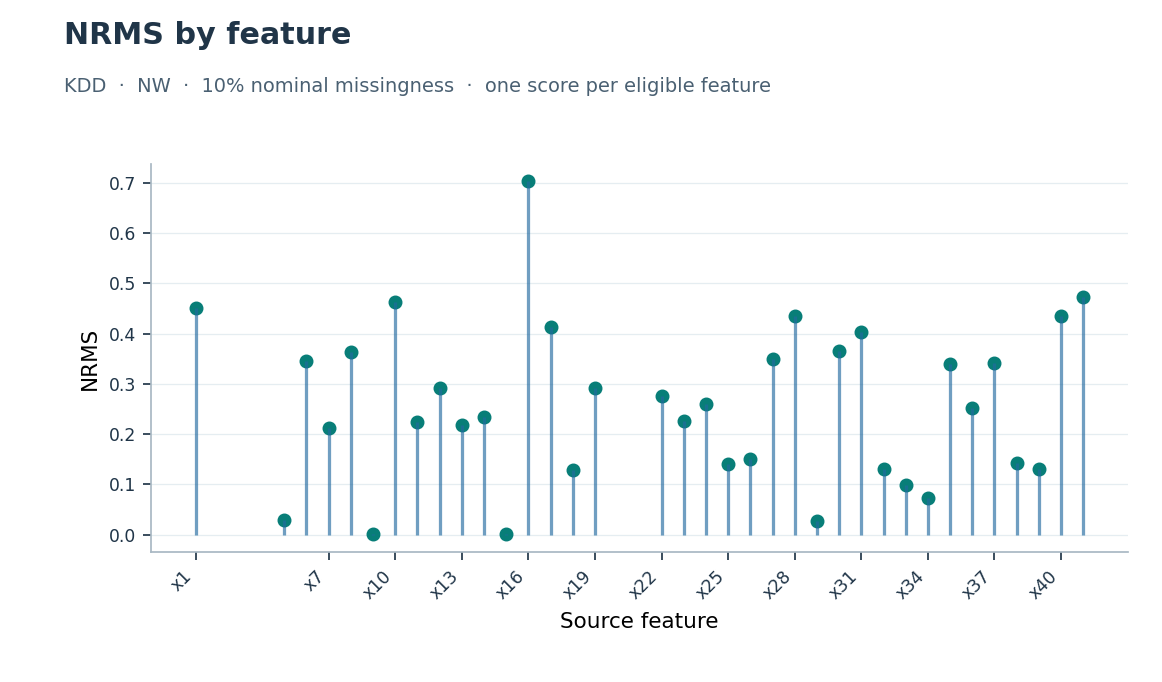 NRMS by feature
KDD · NW · 10% nominal missingness · one score per eligible feature
0.7
0.6
0.5
0.4
0.3
0.2
0.1
0.0
NRMS
x1 x7 x10 x13 x16 x19 x22 x25 x28 x31 x34 x37 x40
Source feature